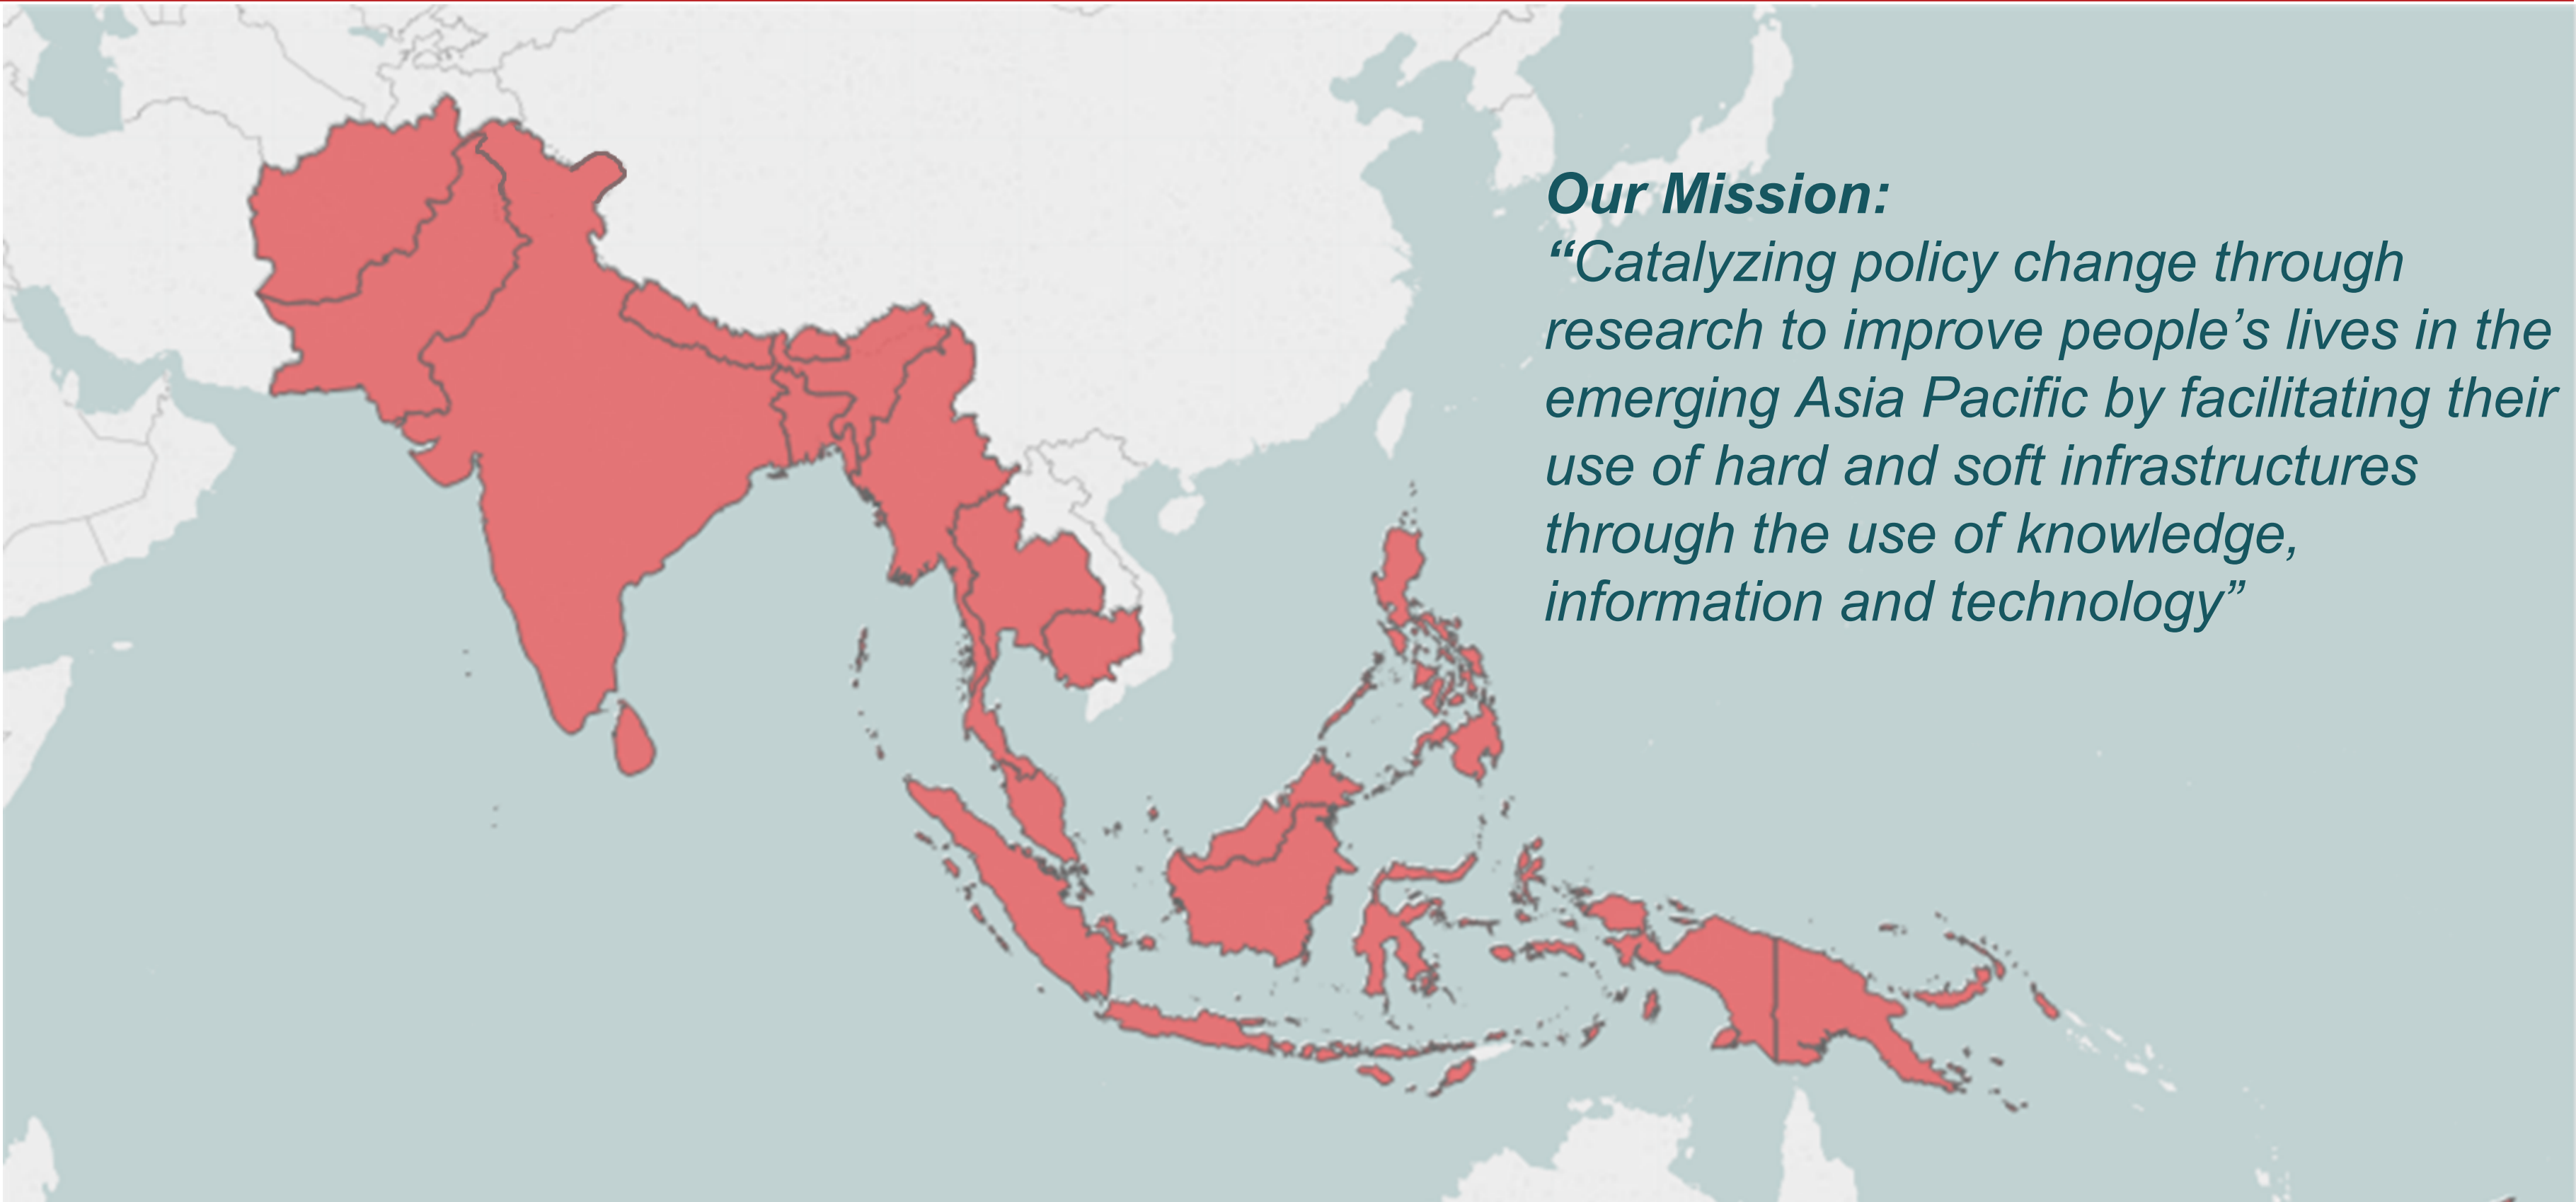 Our Mission:
“Catalyzing policy change through
research to improve people’s lives in the
emerging Asia Pacific by facilitating their
use of hard and soft infrastructures
through the use of knowledge,
information and technology”